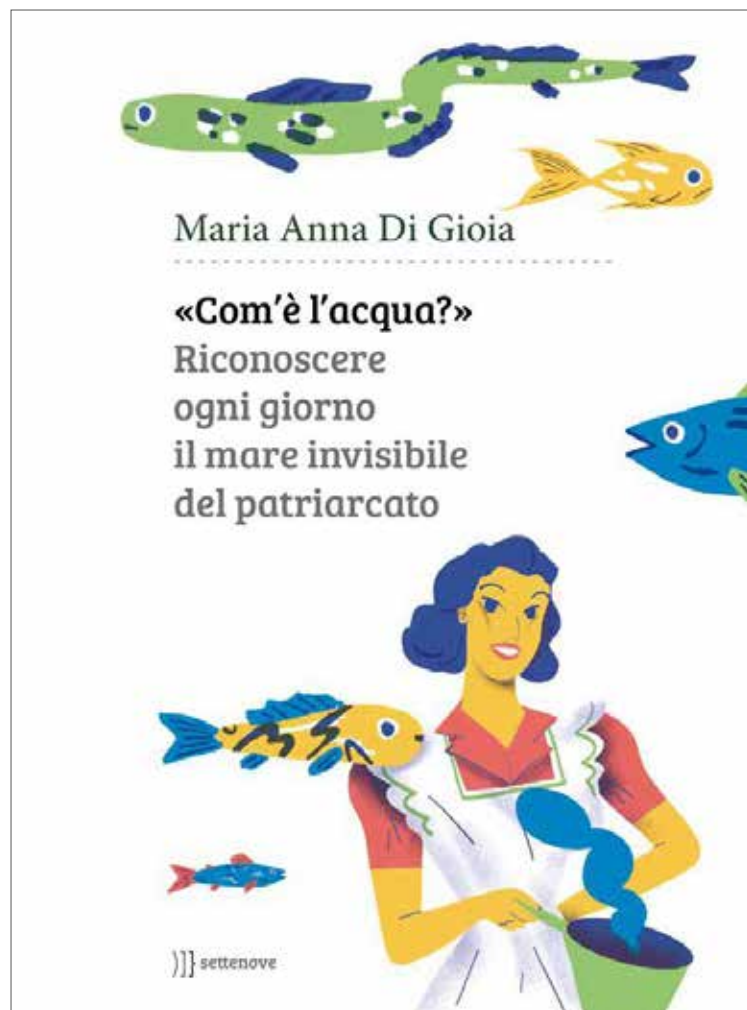 Maria Anna Di Gioia
«Com'è l'acqua?»
Riconoscere
ogni giorno
il mare invisibile
del patriarcato
)]} settenove